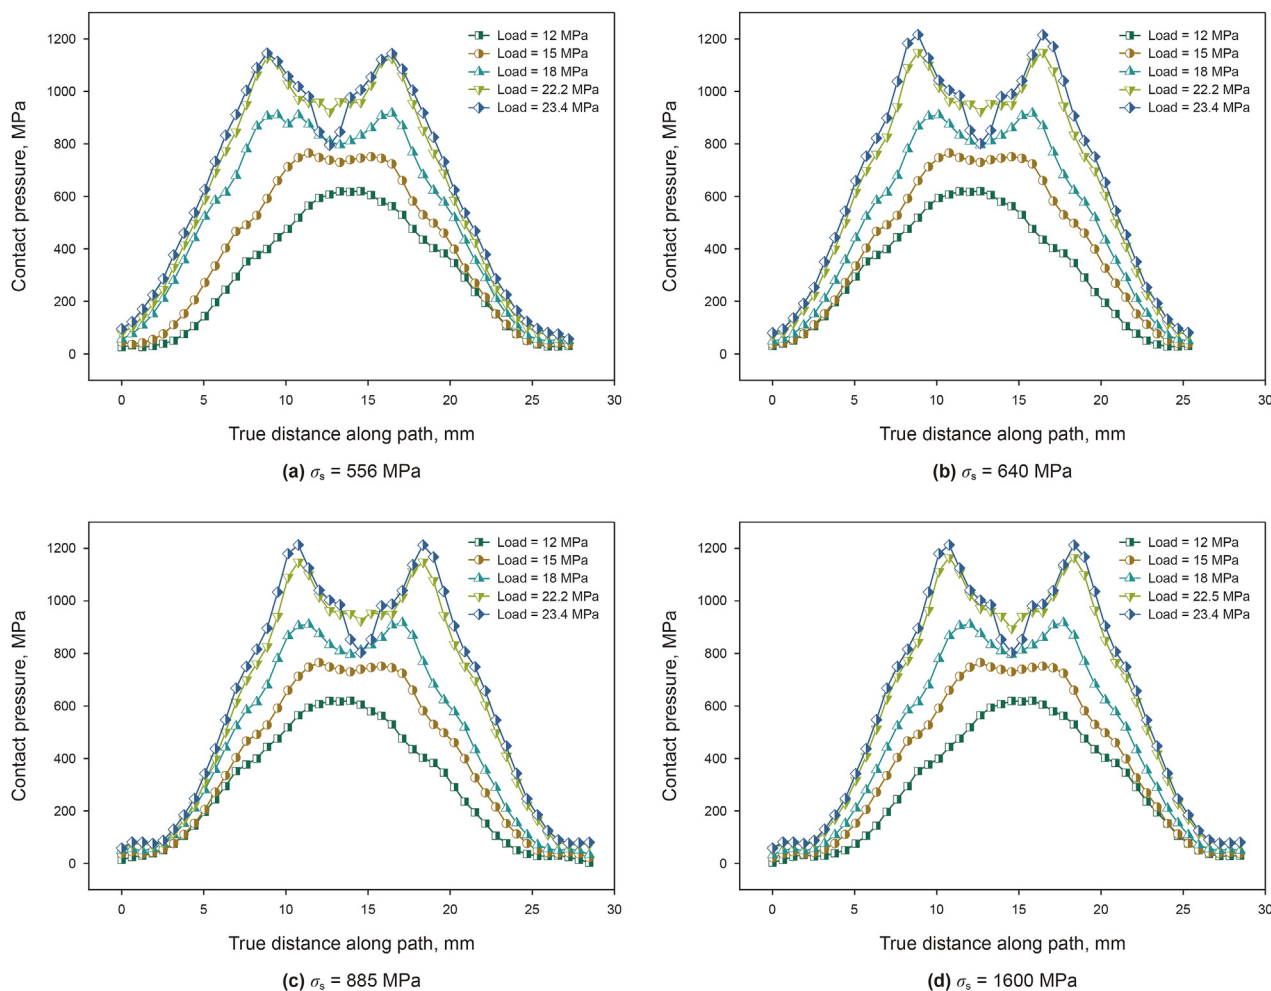 1200
1000
800
600
400
200
0
Contact pressure, MPa
Load = 12 MPa
Load = 15 MPa
Load = 18 MPa
Load = 22.2 MPa
Load = 23.4 MPa
0 5 10 15 20 25 30
True distance along path, mm
(a) σs = 556 MPa
1200
1000
800
600
400
200
0
Contact pressure, MPa
Load = 12 MPa
Load = 15 MPa
Load = 18 MPa
Load = 22.2 MPa
Load = 23.4 MPa
0 5 10 15 20 25 30
True distance along path, mm
(b) σs = 640 MPa
1200
1000
800
600
400
200
0
Contact pressure, MPa
Load = 12 MPa
Load = 15 MPa
Load = 18 MPa
Load = 22.2 MPa
Load = 23.4 MPa
0 5 10 15 20 25 30
True distance along path, mm
(c) σs = 885 MPa
1200
1000
800
600
400
200
0
Contact pressure, MPa
Load = 12 MPa
Load = 15 MPa
Load = 18 MPa
Load = 22.5 MPa
Load = 23.4 MPa
0 5 10 15 20 25 30
True distance along path, mm
(d) σs = 1600 MPa